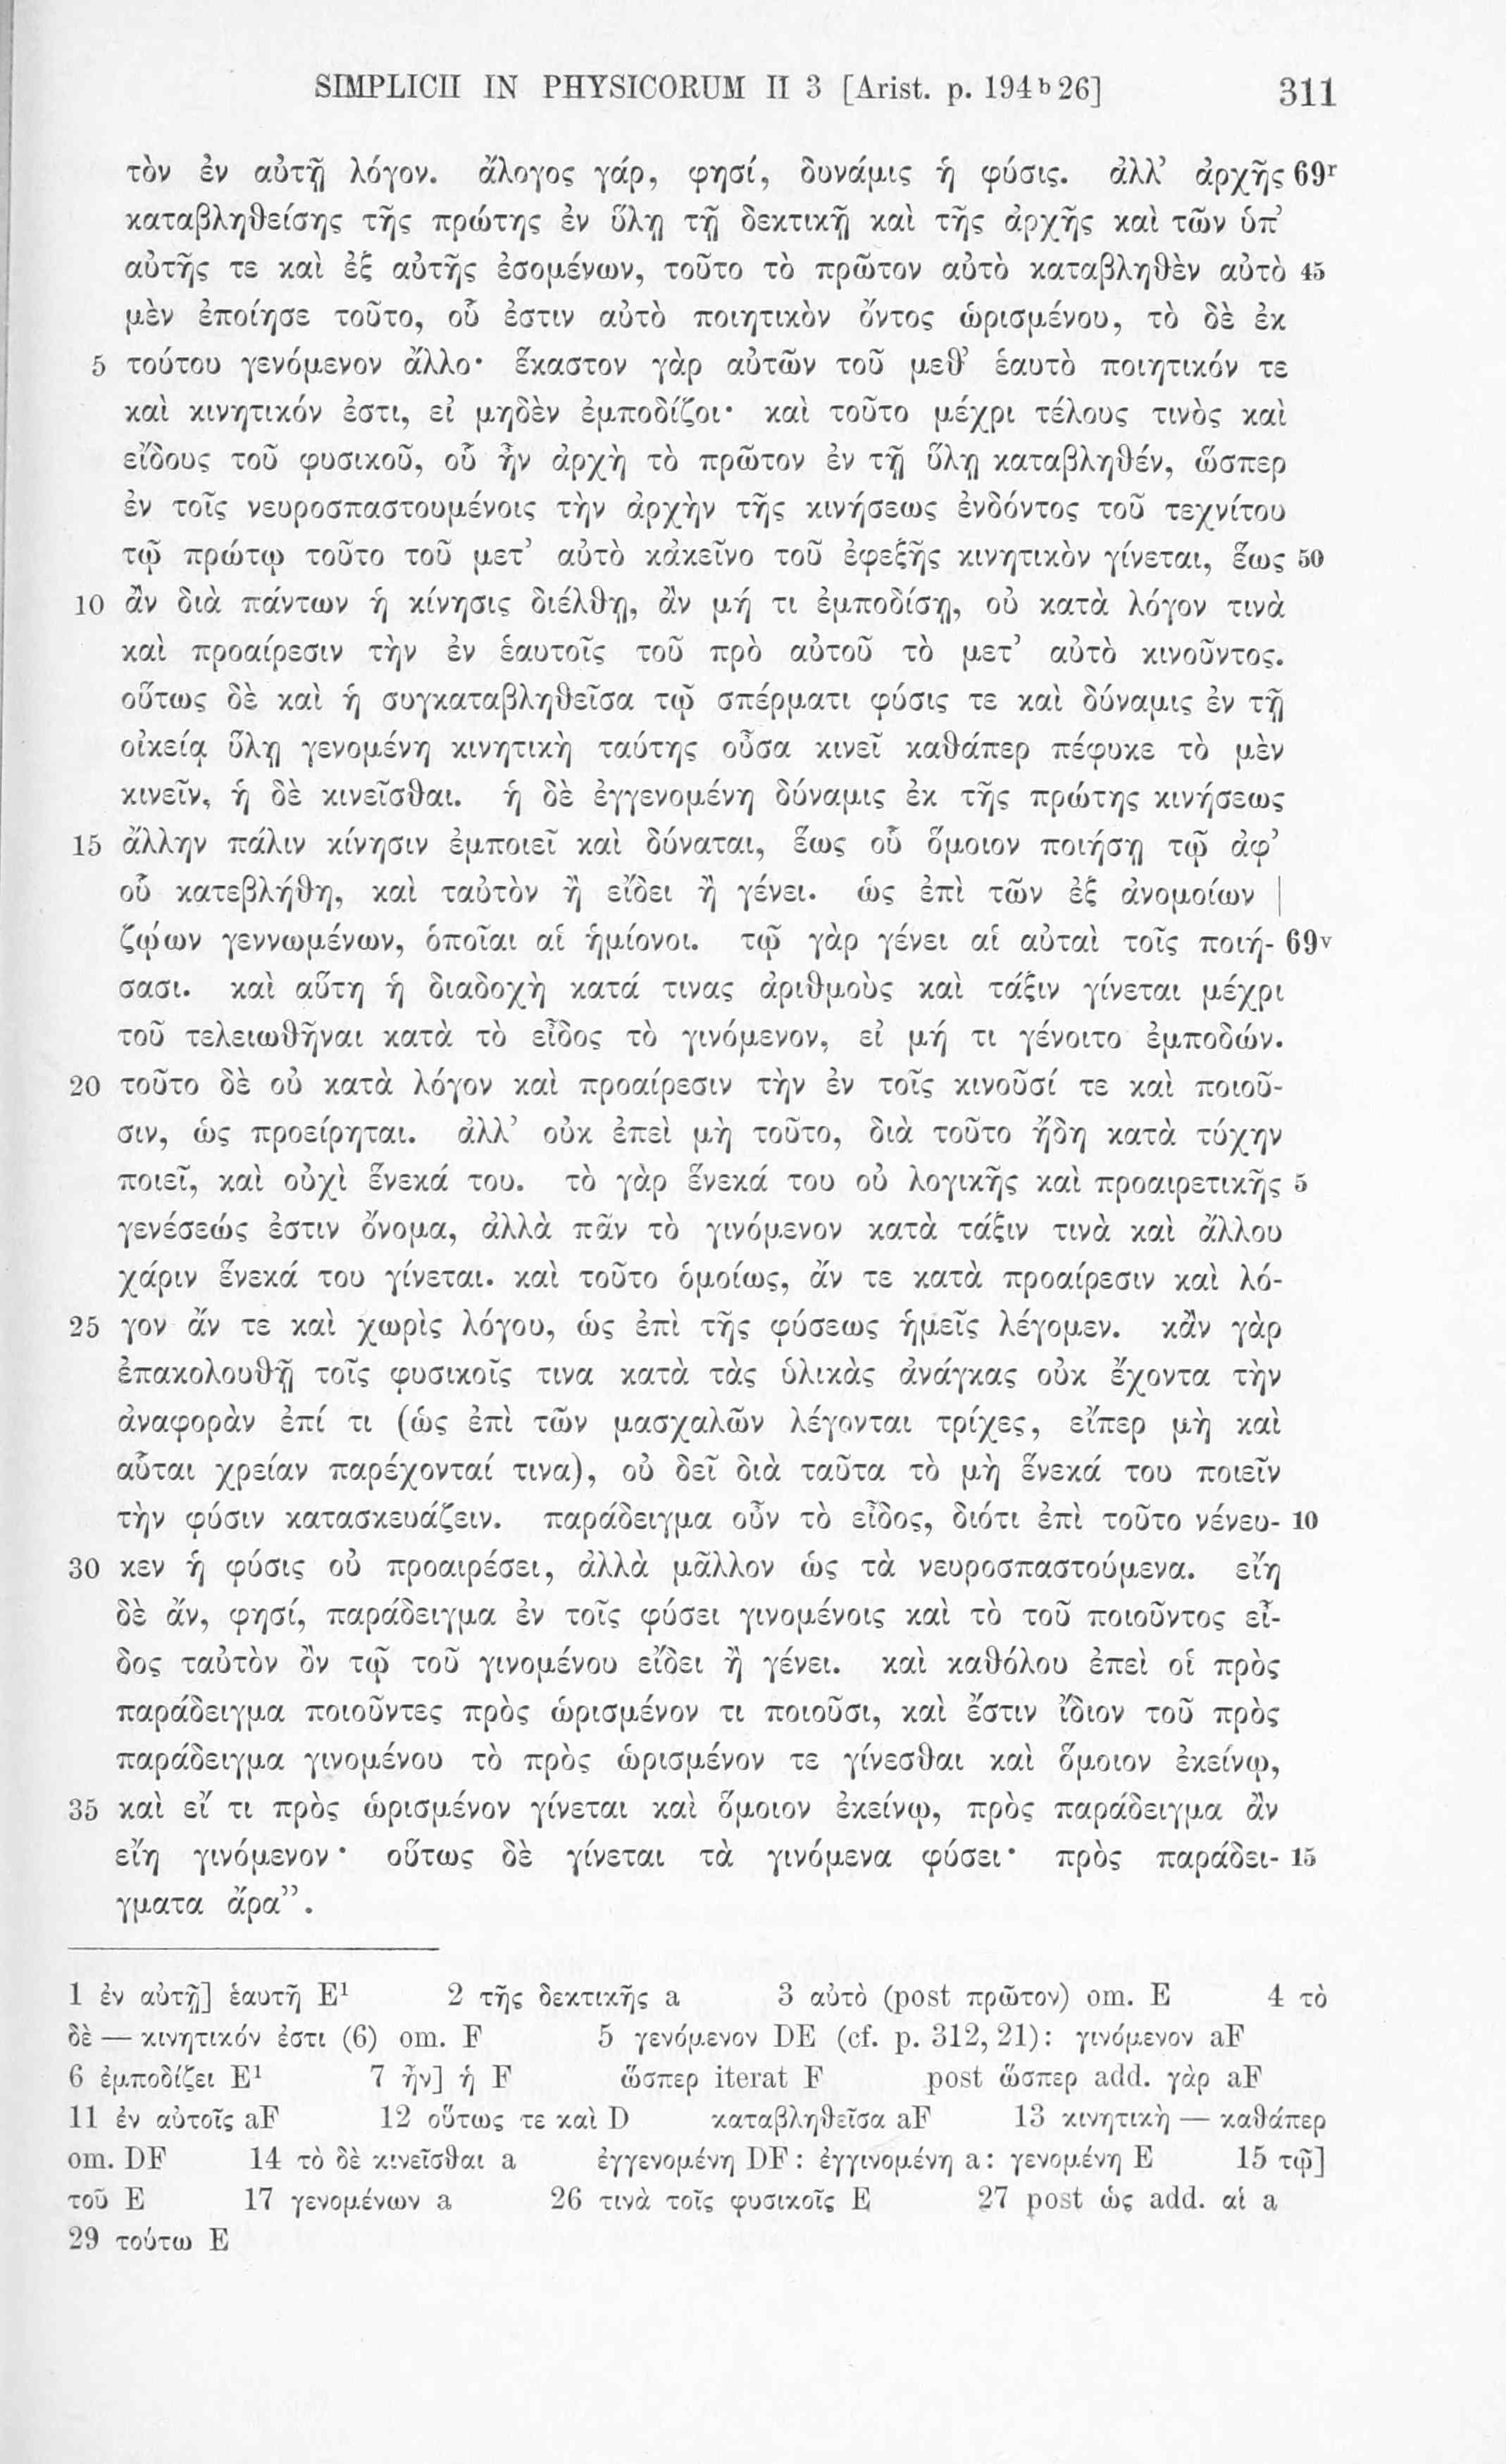 SIMPLICII IN PHYSICORUM II 3 [Arist. p. 194ᵇ26] 311
τὸν ἐν αὐτῇ λόγον. ἄλογος γάρ, φησί, δυνάμις ἡ φύσις. ἀλλ’ ἀρχῆς 69ʳ
καταβληθείσης τῆς πρώτης ἐν ὕλῃ τῇ δεκτικῇ καὶ τῆς ἀρχῆς καὶ τῶν ὑπ’
αὐτῆς τε καὶ ἐξ αὐτῆς ἐσομένων, τοῦτο τὸ πρῶτον αὐτὸ καταβληθὲν αὐτὸ 45
μὲν ἐποίησε τοῦτο, οὗ ἐστιν αὐτὸ ποιητικὸν ὄντος ὡρισμένου, τὸ δὲ ἐκ
5 τούτου γενόμενον ἄλλο· ἕκαστον γὰρ αὐτῶν τοῦ μεθ’ ἑαυτὸ ποιητικόν τε
καὶ κινητικόν ἐστι, εἰ μηδὲν ἐμποδίζοι· καὶ τοῦτο μέχρι τέλους τινὸς καὶ
εἴδους τοῦ φυσικοῦ, οὗ ἦν ἀρχὴ τὸ πρῶτον ἐν τῇ ὕλῃ καταβληθέν, ὥσπερ
ἐν τοῖς νευροσπαστουμένοις τὴν ἀρχὴν τῆς κινήσεως ἐνδόντος τοῦ τεχνίτου
τῷ πρώτῳ τοῦτο τοῦ μετ’ αὐτὸ κἀκεῖνο τοῦ ἐφεξῆς κινητικὸν γίνεται, ἕως 50
10 ἂν διὰ πάντων ἡ κίνησις διέλθῃ, ἂν μή τι ἐμποδίσῃ, οὐ κατὰ λόγον τινὰ
καὶ προαίρεσιν τὴν ἐν ἑαυτοῖς τοῦ πρὸ αὐτοῦ τὸ μετ’ αὐτὸ κινοῦντος.
οὕτως δὲ καὶ ἡ συγκαταβληθεῖσα τῷ σπέρματι φύσις τε καὶ δύναμις ἐν τῇ
οἰκείᾳ ὕλῃ γενομένη κινητικὴ ταύτης οὖσα κινεῖ καθάπερ πέφυκε τὸ μὲν
κινεῖν, ἡ δὲ κινεῖσθαι. ἡ δὲ ἐγγενομένη δύναμις ἐκ τῆς πρώτης κινήσεως
15 ἄλλην πάλιν κίνησιν ἐμποιεῖ καὶ δύναται, ἕως οὗ ὅμοιον ποιήσῃ τῷ ἀφ’
οὗ κατεβλήθη, καὶ ταὐτὸν ἢ εἴδει ἢ γένει. ὡς ἐπὶ τῶν ἐξ ἀνομοίων |
ζῴων γεννωμένων, ὁποῖαι αἱ ἡμίονοι. τῷ γὰρ γένει αἱ αὐταὶ τοῖς ποιή- 69ᵛ
σασι. καὶ αὕτη ἡ διαδοχὴ κατά τινας ἀριθμοὺς καὶ τάξιν γίνεται μέχρι
τοῦ τελειωθῆναι κατὰ τὸ εἶδος τὸ γινόμενον, εἰ μή τι γένοιτο ἐμποδών.
20 τοῦτο δὲ οὐ κατὰ λόγον καὶ προαίρεσιν τὴν ἐν τοῖς κινοῦσί τε καὶ ποιοῦ-
σιν, ὡς προείρηται. ἀλλ’ οὐκ ἐπεὶ μὴ τοῦτο, διὰ τοῦτο ἤδη κατὰ τύχην
ποιεῖ, καὶ οὐχὶ ἕνεκά του. τὸ γὰρ ἕνεκά του οὐ λογικῆς καὶ προαιρετικῆς 5
γενέσεώς ἐστιν ὄνομα, ἀλλὰ πᾶν τὸ γινόμενον κατὰ τάξιν τινὰ καὶ ἄλλου
χάριν ἕνεκά του γίνεται. καὶ τοῦτο ὁμοίως, ἄν τε κατὰ προαίρεσιν καὶ λό-
25 γον ἄν τε καὶ χωρὶς λόγου, ὡς ἐπὶ τῆς φύσεως ἡμεῖς λέγομεν. κἂν γὰρ
ἐπακολουθῇ τοῖς φυσικοῖς τινα κατὰ τὰς ὑλικὰς ἀνάγκας οὐκ ἔχοντα τὴν
ἀναφορὰν ἐπί τι (ὡς ἐπὶ τῶν μασχαλῶν λέγονται τρίχες, εἴπερ μὴ καὶ
αὗται χρείαν παρέχονταί τινα), οὐ δεῖ διὰ ταῦτα τὸ μὴ ἕνεκά του ποιεῖν
τὴν φύσιν κατασκευάζειν. παράδειγμα οὖν τὸ εἶδος, διότι ἐπὶ τοῦτο νένευ- 10
30 κεν ἡ φύσις οὐ προαιρέσει, ἀλλὰ μᾶλλον ὡς τὰ νευροσπαστούμενα. εἴη
δὲ ἄν, φησί, παράδειγμα ἐν τοῖς φύσει γινομένοις καὶ τὸ τοῦ ποιοῦντος εἶ-
δος ταὐτὸν ὂν τῷ τοῦ γινομένου εἴδει ἢ γένει. καὶ καθόλου ἐπεὶ οἱ πρὸς
παράδειγμα ποιοῦντες πρὸς ὡρισμένον τι ποιοῦσι, καὶ ἔστιν ἴδιον τοῦ πρὸς
παράδειγμα γινομένου τὸ πρὸς ὡρισμένον τε γίνεσθαι καὶ ὅμοιον ἐκείνῳ,
35 καὶ εἴ τι πρὸς ὡρισμένον γίνεται καὶ ὅμοιον ἐκείνῳ, πρὸς παράδειγμα ἂν
εἴη γινόμενον· οὕτως δὲ γίνεται τὰ γινόμενα φύσει· πρὸς παράδει- 15
γματα ἄρα”.
1 ἐν αὐτῇ] ἑαυτῆ E¹ 2 τῆς δεκτικῆς a 3 αὐτὸ (post πρῶτον) om. E 4 τὸ
δὲ — κινητικόν ἐστι (6) om. F 5 γενόμενον DE (cf. p. 312, 21): γινόμενον aF
6 ἐμποδίζει E¹ 7 ἦν] ἡ F ὥσπερ iterat F post ὥσπερ add. γὰρ aF
11 ἐν αὐτοῖς aF 12 οὕτως τε καὶ D καταβληθεῖσα aF 13 κινητικὴ — καθάπερ
om. DF 14 τὸ δὲ κινεῖσθαι a ἐγγενομένη DF: ἐγγινομένη a: γενομένη E 15 τῷ]
τοῦ E 17 γενομένων a 26 τινὰ τοῖς φυσικοῖς E 27 post ὡς add. αἱ a
29 τούτω E